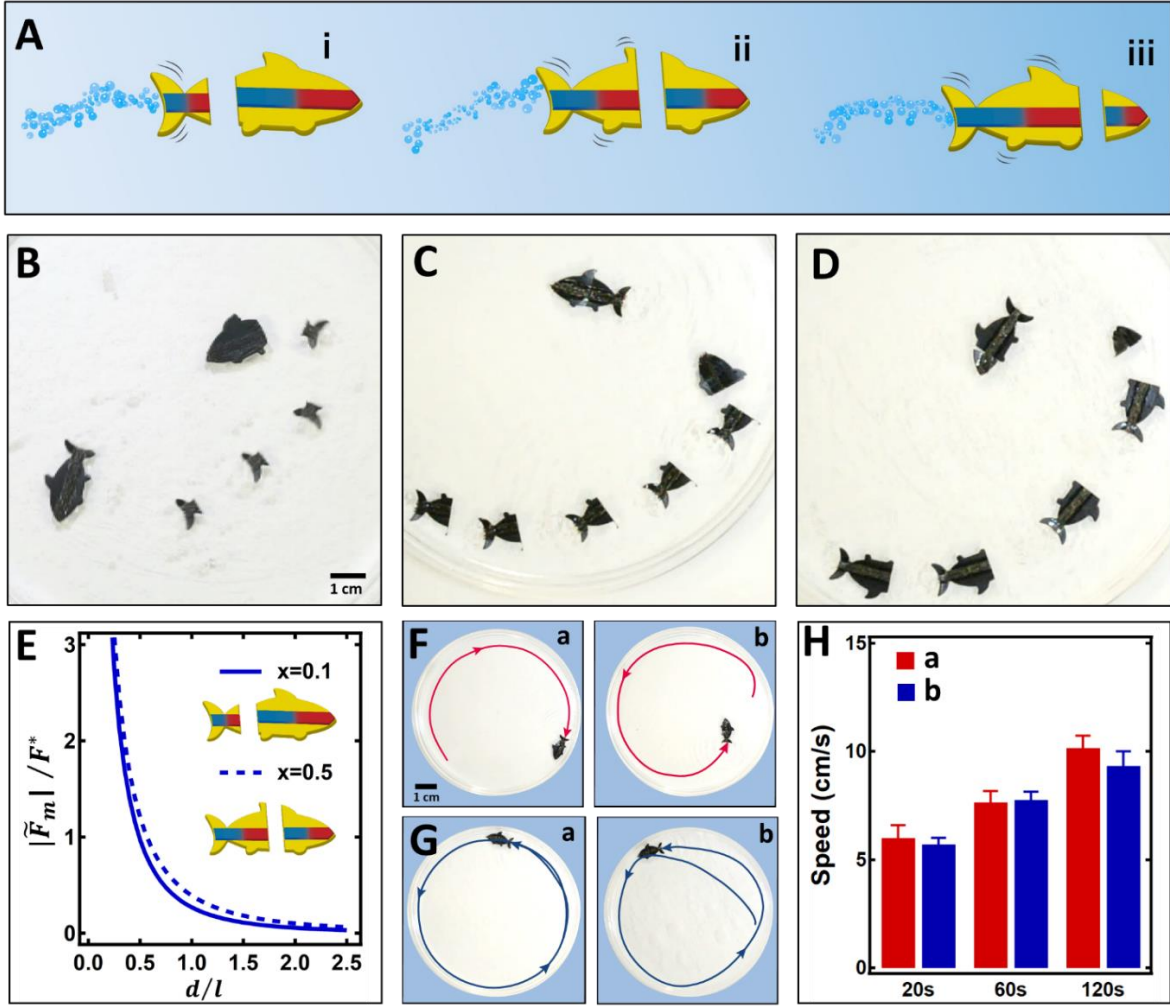 A
i
ii
iii
B
1 cm
C
D
E
3
2
1
0
|F̃m| /F*
x=0.1
x=0.5
0.0 0.5 1.0 1.5 2.0 2.5
d/l
F
a
b
1 cm
G
a
b
H
15
10
5
0
Speed (cm/s)
a
b
20s 60s 120s